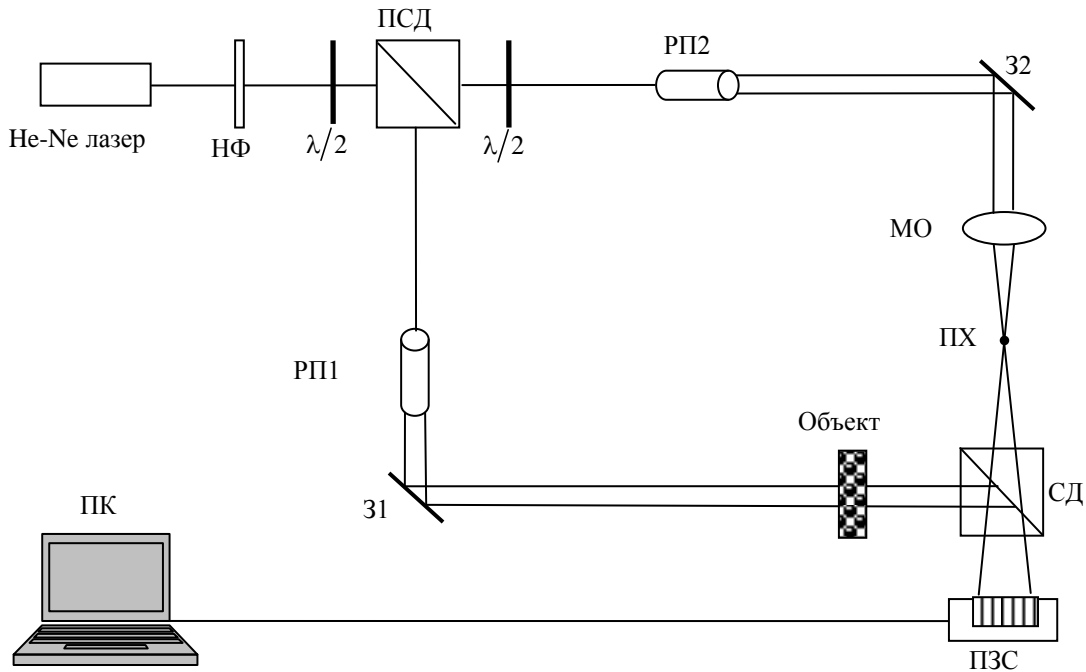 ПСД
РП2
З2
He-Ne лазер
НФ
λ/2
λ/2
МО
ПХ
РП1
Объект
З1
СД
ПК
ПЗС